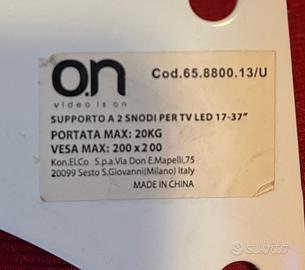 o.n
video is on
Cod.65.8800.13/U
SUPPORTO A 2 SNODI PER TV LED 17-37"
PORTATA MAX: 20KG
VESA MAX: 200 x 200
Kon.El.Co S.p.a.Via Don E.Mapelli,75
20099 Sesto S.Giovanni(Milano) Italy
MADE IN CHINA
subito